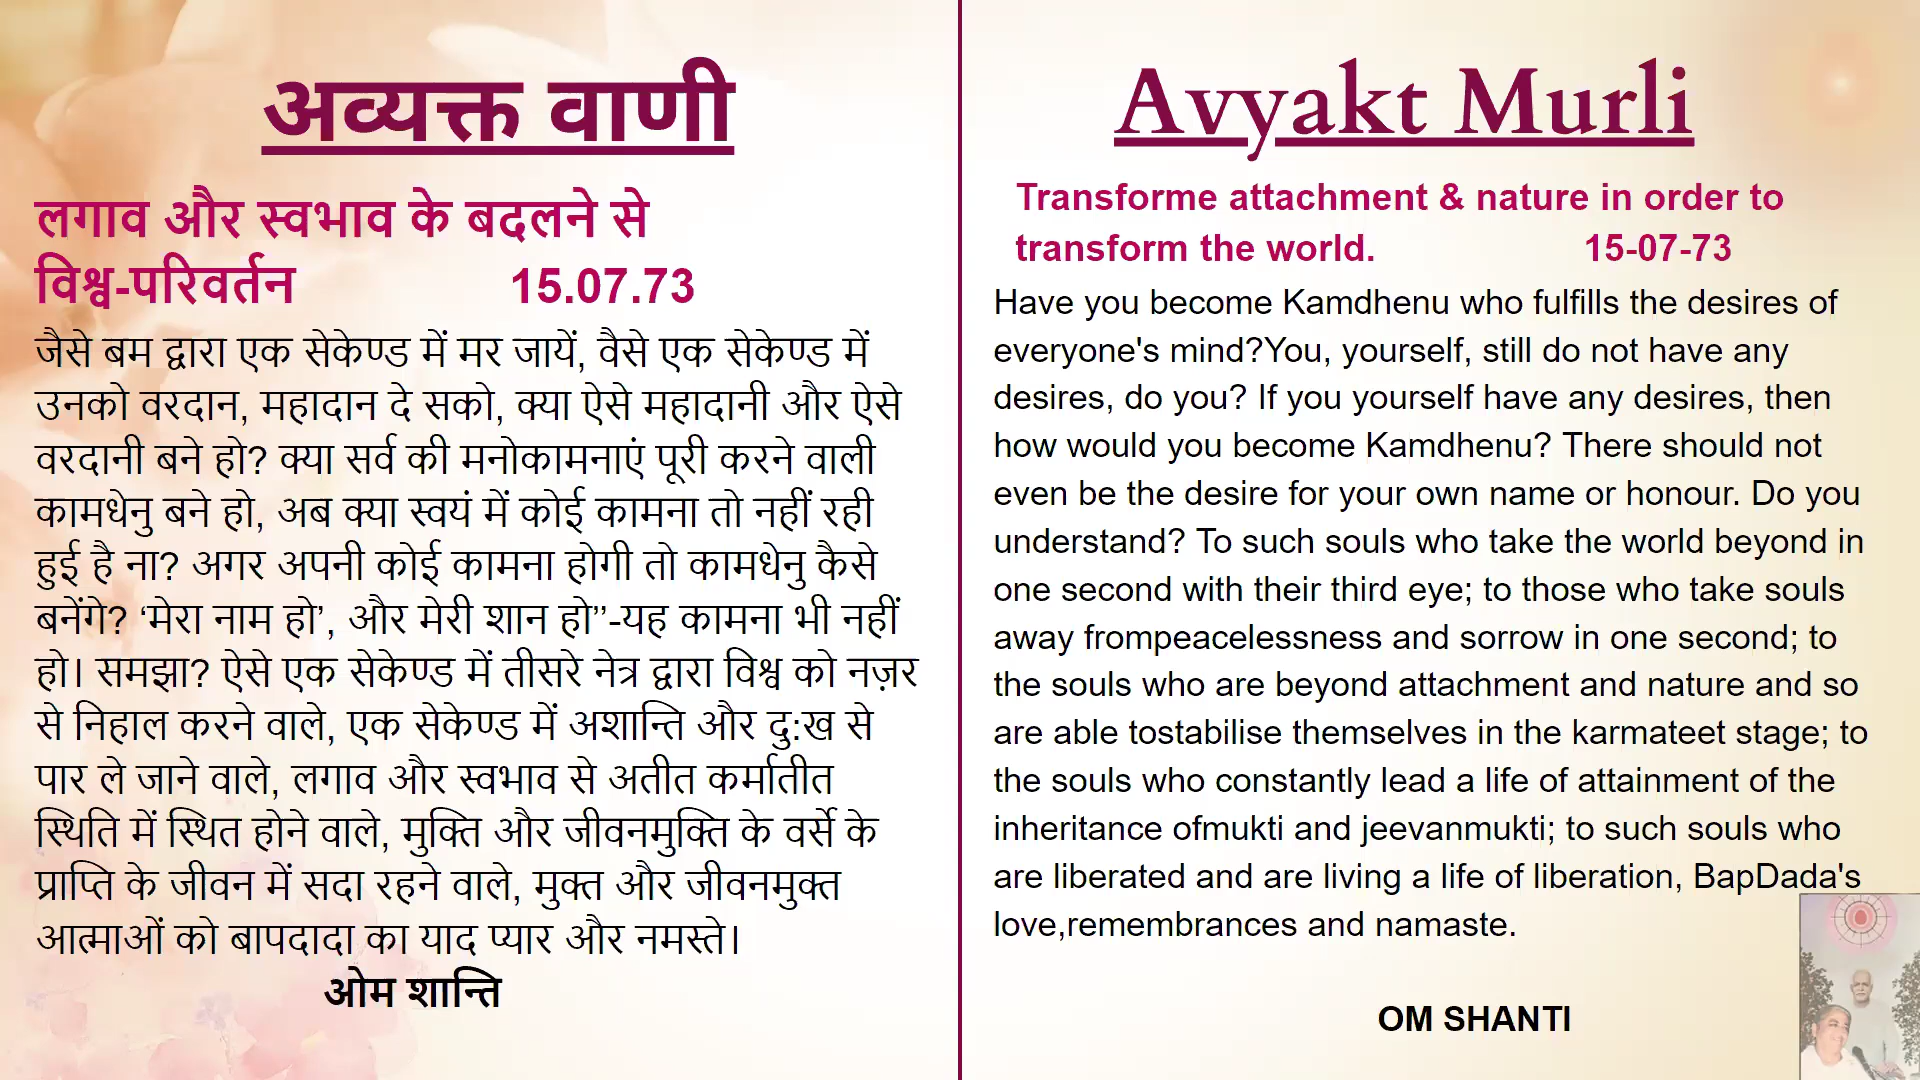 अव्यक्त वाणी
लगाव और स्वभाव के बदलने से
विश्व-परिवर्तन 15.07.73
जैसे बम द्वारा एक सेकेण्ड में मर जायें, वैसे एक सेकेण्ड में
उनको वरदान, महादान दे सको, क्या ऐसे महादानी और ऐसे
वरदानी बने हो? क्या सर्व की मनोकामनाएं पूरी करने वाली
कामधेनु बने हो, अब क्या स्वयं में कोई कामना तो नहीं रही
हुई है ना? अगर अपनी कोई कामना होगी तो कामधेनु कैसे
बनेंगे? ‘मेरा नाम हो’, और मेरी शान हो’’-यह कामना भी नहीं
हो। समझा? ऐसे एक सेकेण्ड में तीसरे नेत्र द्वारा विश्व को नज़र
से निहाल करने वाले, एक सेकेण्ड में अशान्ति और दु:ख से
पार ले जाने वाले, लगाव और स्वभाव से अतीत कर्मातीत
स्थिति में स्थित होने वाले, मुक्ति और जीवनमुक्ति के वर्से के
प्राप्ति के जीवन में सदा रहने वाले, मुक्त और जीवनमुक्त
आत्माओं को बापदादा का याद प्यार और नमस्ते।
ओम शान्ति
Avyakt Murli
Transforme attachment & nature in order to
transform the world. 15-07-73
Have you become Kamdhenu who fulfills the desires of
everyone's mind?You, yourself, still do not have any
desires, do you? If you yourself have any desires, then
how would you become Kamdhenu? There should not
even be the desire for your own name or honour. Do you
understand? To such souls who take the world beyond in
one second with their third eye; to those who take souls
away frompeacelessness and sorrow in one second; to
the souls who are beyond attachment and nature and so
are able tostabilise themselves in the karmateet stage; to
the souls who constantly lead a life of attainment of the
inheritance ofmukti and jeevanmukti; to such souls who
are liberated and are living a life of liberation, BapDada's
love,remembrances and namaste.
OM SHANTI